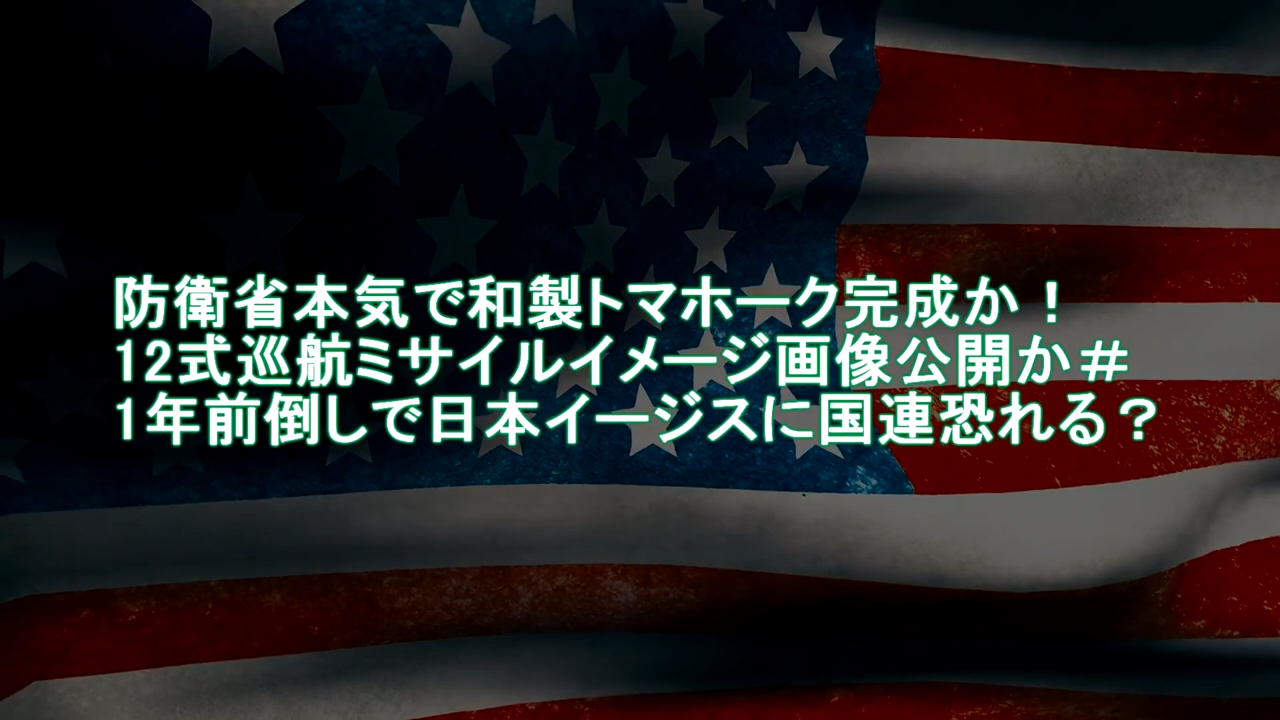 防衛省本気で和製トマホーク完成か！
12式巡航ミサイルイメージ画像公開か＃
1年前倒しで日本イージスに国連恐れる？